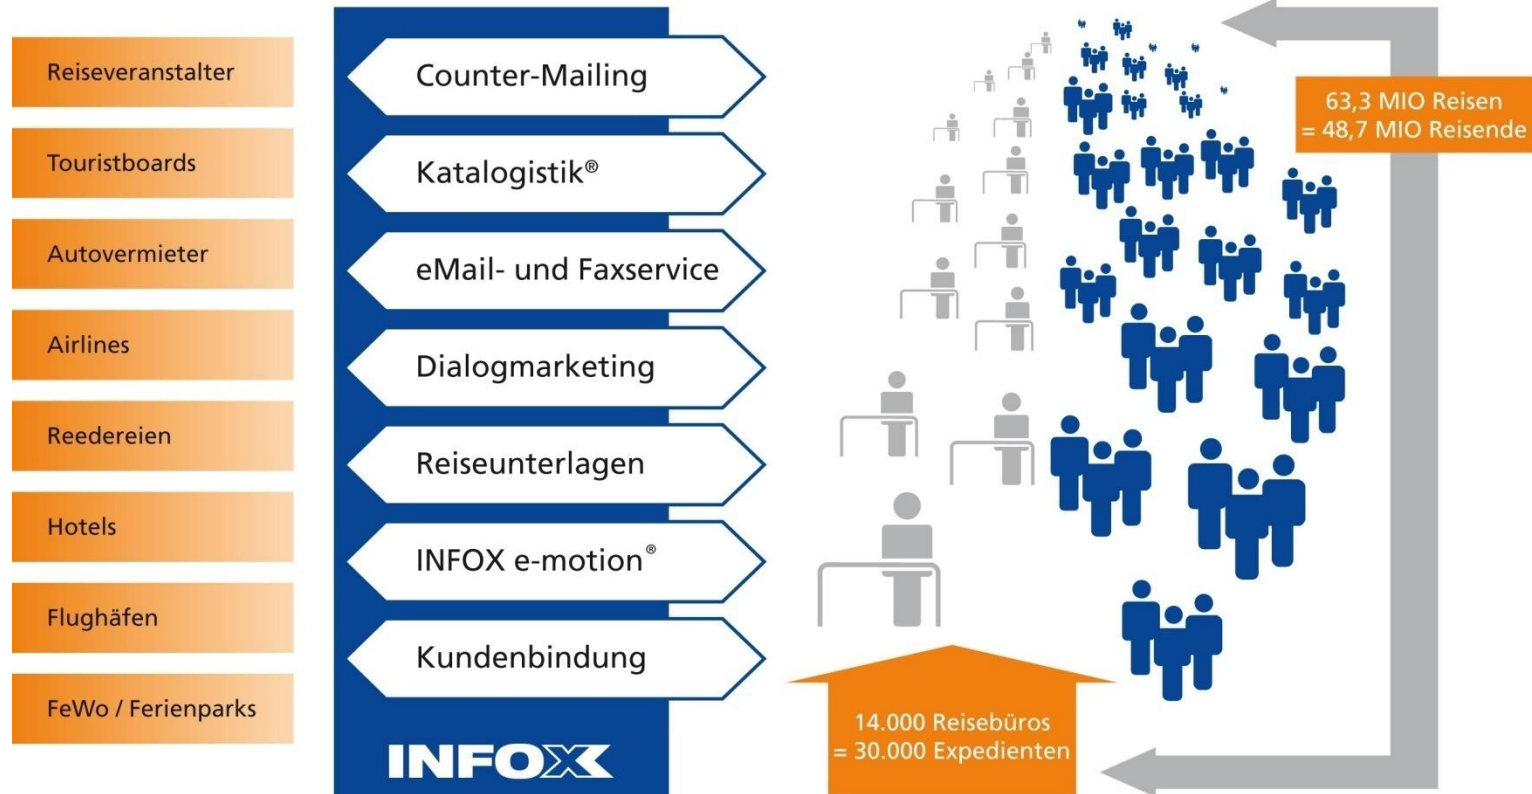 Reiseveranstalter
Touristboards
Autovermieter
Airlines
Reedereien
Hotels
Flughäfen
FeWo / Ferienparks
Counter-Mailing
Katalogistik®
eMail- und Faxservice
Dialogmarketing
Reiseunterlagen
INFOX e-motion®
Kundenbindung
INFOX
14.000 Reisebüros
= 30.000 Expedienten
63,3 MIO Reisen
= 48,7 MIO Reisende